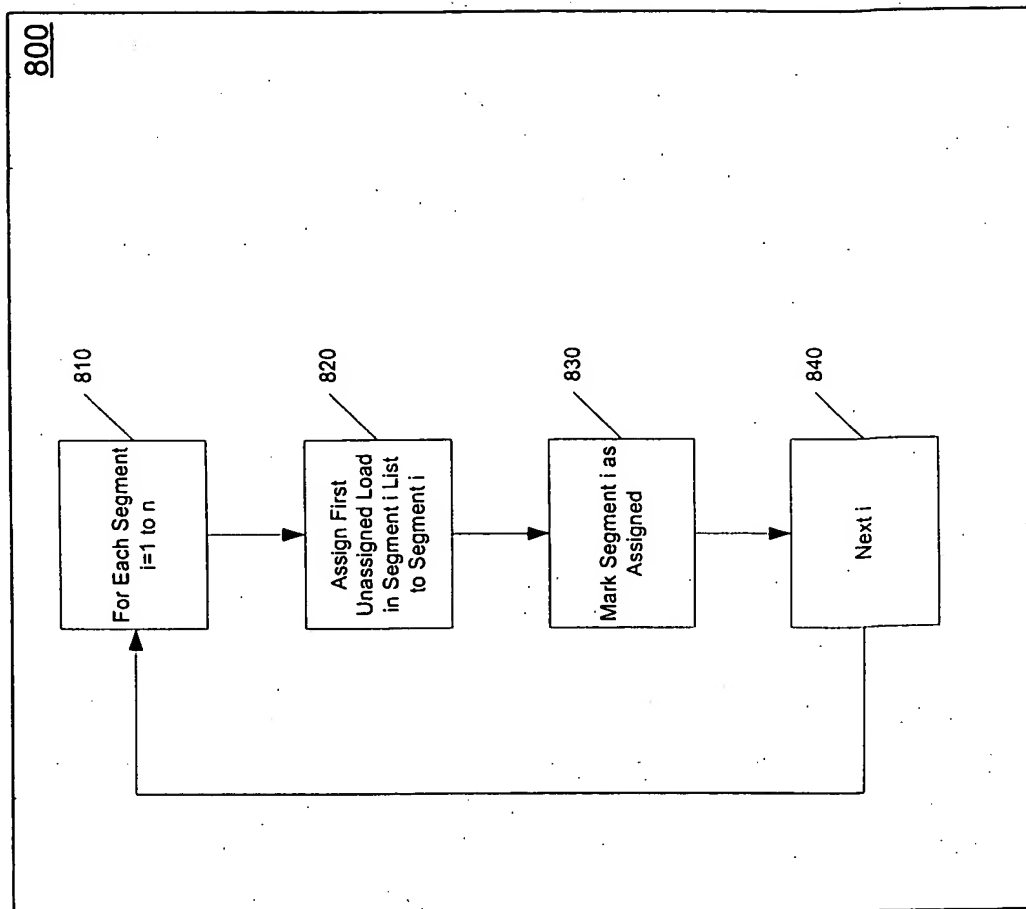 800
810
For Each Segment
i=1 to n
820
Assign First
Unassigned Load
in Segment i List
to Segment i
830
Mark Segment i as
Assigned
840
Next i